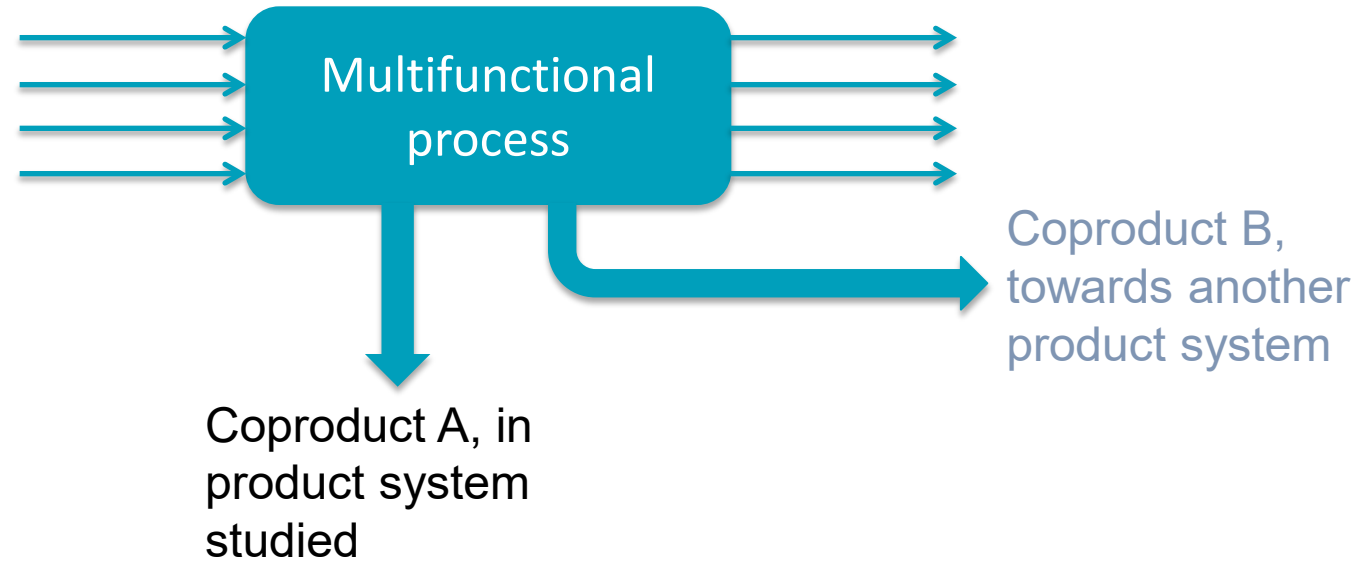 Multifunctional
process
Coproduct B,
towards another
product system
Coproduct A, in
product system
studied